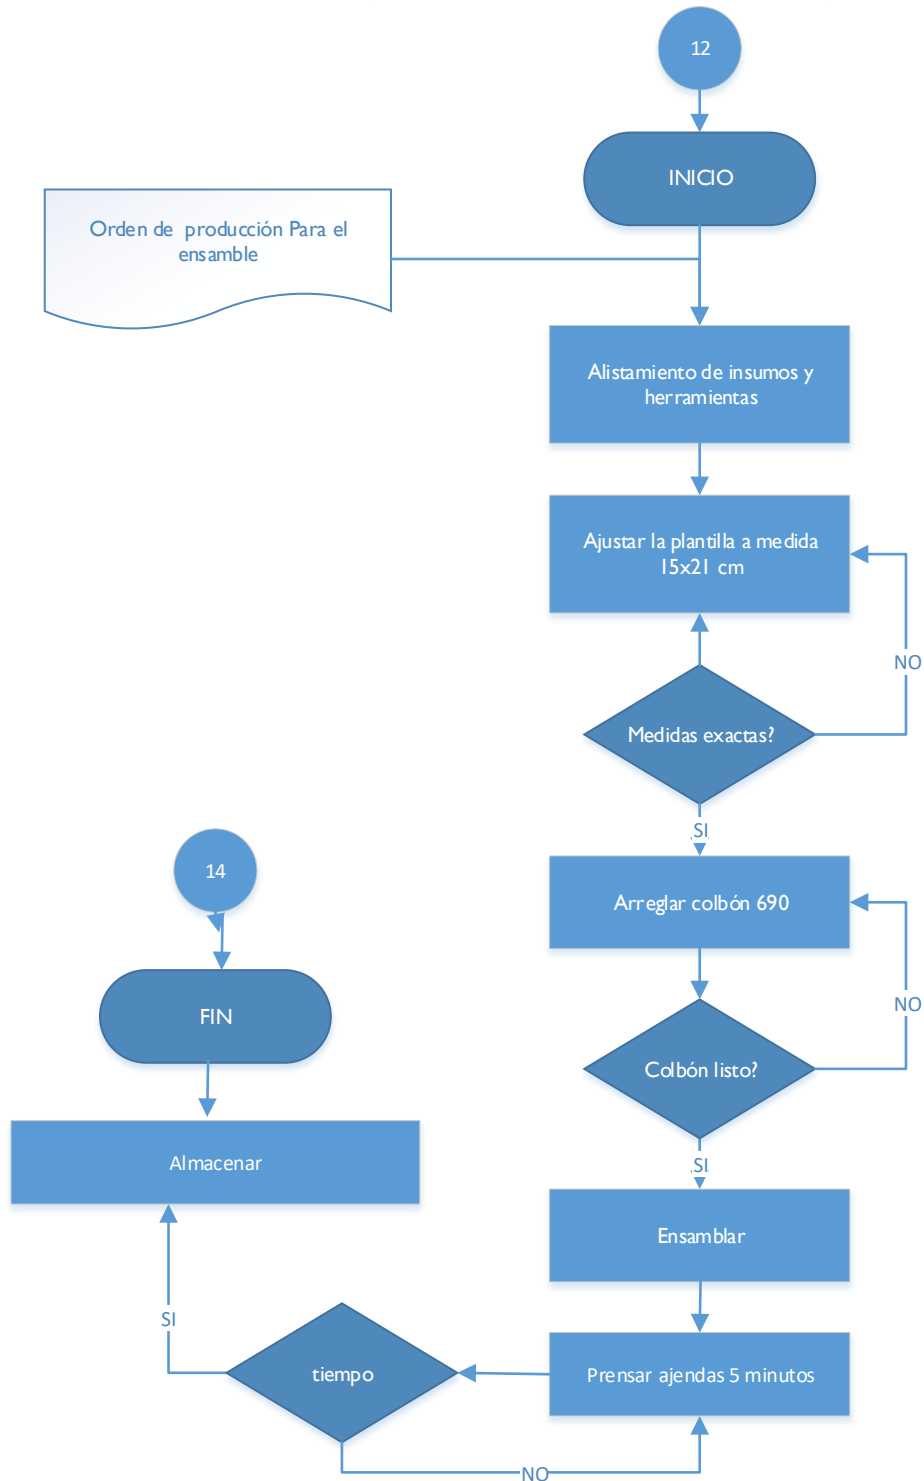 12
INICIO
Orden de producción Para el
ensamble
Alistamiento de insumos y
herramientas
Ajustar la plantilla a medida
15x21 cm
NO
Medidas exactas?
SI
Arreglar colbón 690
NO
Colbón listo?
SI
Ensamblar
Prensar ajendas 5 minutos
tiempo
NO
SI
Almacenar
FIN
14